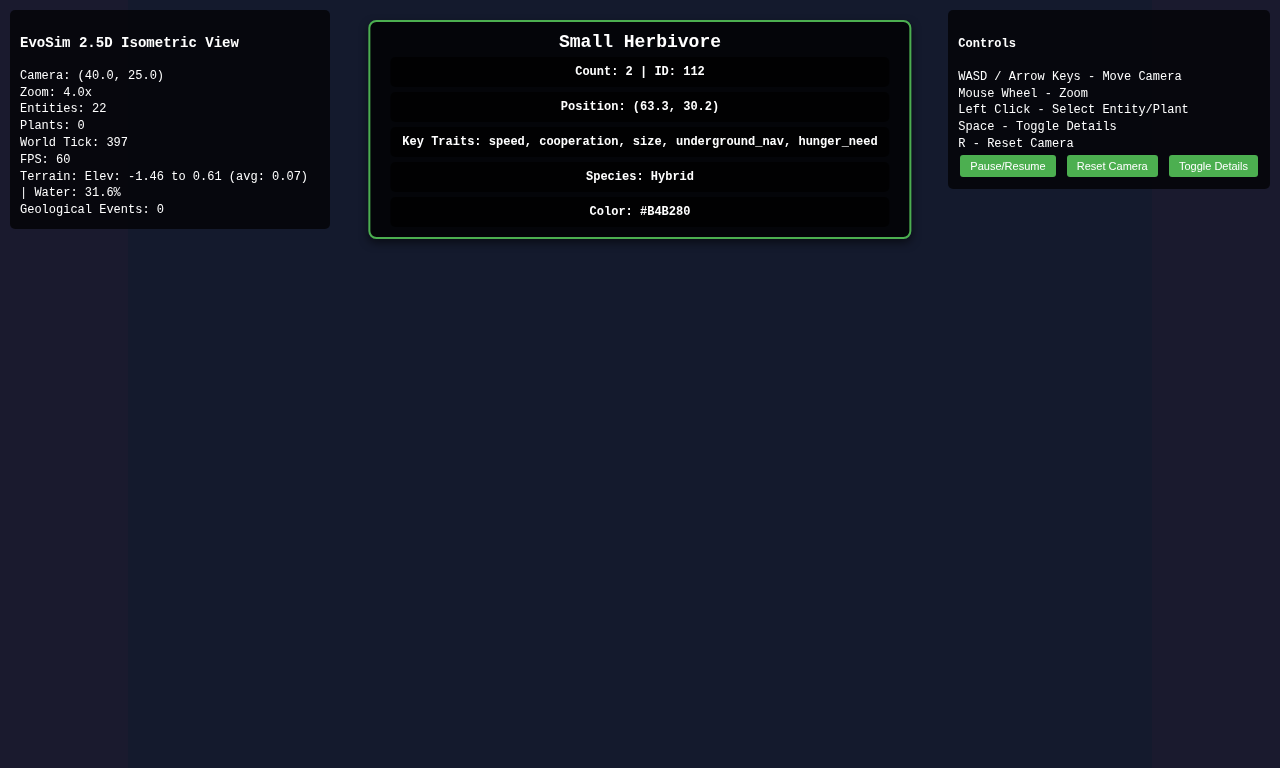 EvoSim 2.5D Isometric View
Camera: (40.0, 25.0)
Zoom: 4.0x
Entities: 22
Plants: 0
World Tick: 397
FPS: 60
Terrain: Elev: -1.46 to 0.61 (avg: 0.07)
| Water: 31.6%
Geological Events: 0
Small Herbivore
Count: 2 | ID: 112
Position: (63.3, 30.2)
Key Traits: speed, cooperation, size, underground_nav, hunger_need
Species: Hybrid
Color: #B4B280
Controls
WASD / Arrow Keys - Move Camera
Mouse Wheel - Zoom
Left Click - Select Entity/Plant
Space - Toggle Details
R - Reset Camera
Pause/Resume Reset Camera Toggle Details